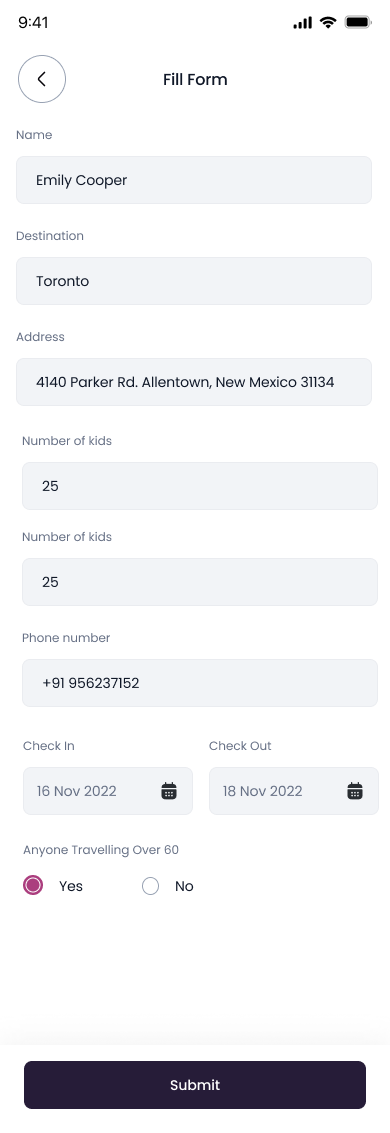 9:41
Fill Form
Name
Emily Cooper
Destination
Toronto
Address
4140 Parker Rd. Allentown, New Mexico 31134
Number of kids
25
Number of kids
25
Phone number
+91 956237152
Check In
Check Out
16 Nov 2022
18 Nov 2022
Anyone Travelling Over 60
Yes
No
Submit